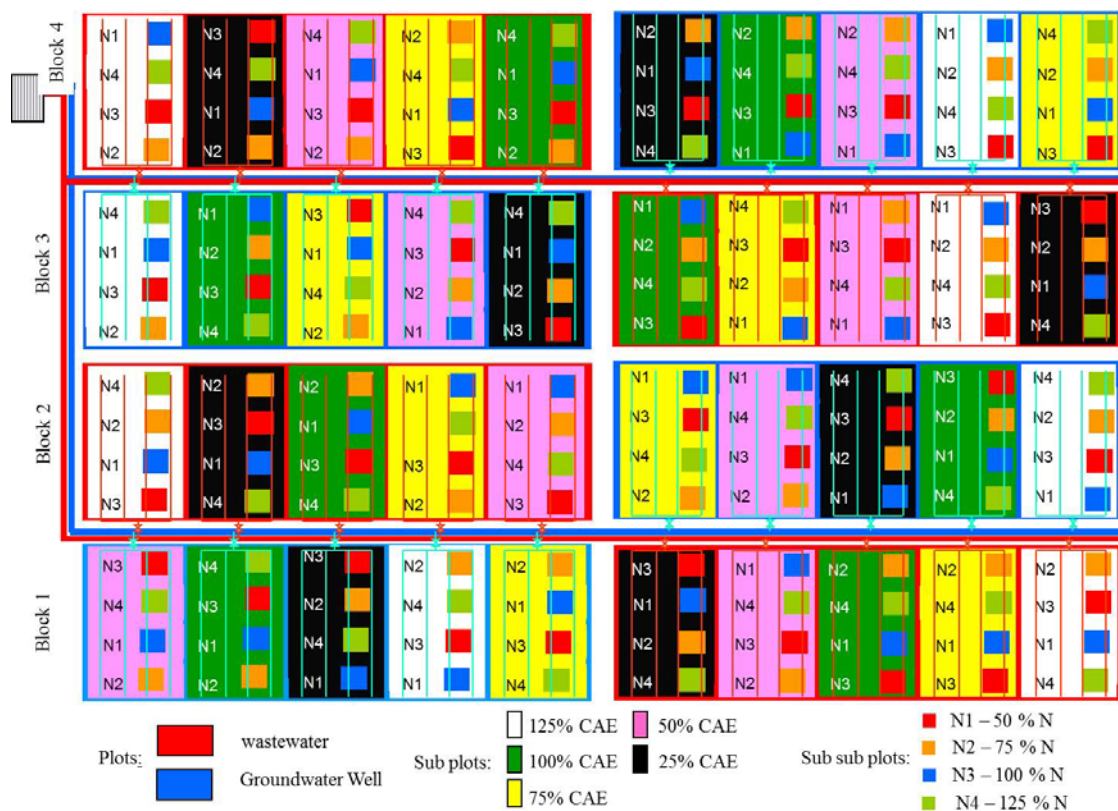 Block 4
N1 N3 N4 N2 N4 N2 N2 N2 N1 N4
N4 N4 N1 N4 N1 N1 N4 N4 N2 N2
N3 N1 N3 N1 N3 N3 N3 N3 N4 N1
N2 N2 N2 N3 N2 N4 N1 N1 N3 N3
Block 3
N4 N1 N3 N4 N4 N1 N4 N1 N1 N3
N1 N2 N1 N3 N1 N2 N3 N3 N2 N2
N3 N3 N4 N2 N2 N4 N2 N4 N4 N1
N2 N4 N2 N1 N3 N3 N1 N1 N3 N4
Block 2
N4 N2 N2 N1 N1 N1 N1 N4 N3 N4
N2 N3 N1 N2 N3 N4 N3 N2 N2
N1 N1 N3 N3 N4 N4 N3 N2 N1 N3
N3 N4 N4 N2 N3 N2 N2 N1 N4 N1
Block 1
N3 N4 N3 N2 N2 N3 N1 N2 N2 N2
N4 N3 N2 N4 N1 N1 N4 N4 N4 N3
N1 N1 N4 N3 N3 N2 N3 N1 N1 N1
N2 N2 N1 N1 N4 N4 N2 N3 N3 N4
Plots:
wastewater
Groundwater Well
Sub plots:
125% CAE
100% CAE
75% CAE
50% CAE
25% CAE
Sub sub plots:
N1 – 50 % N
N2 – 75 % N
N3 – 100 % N
N4 – 125 % N